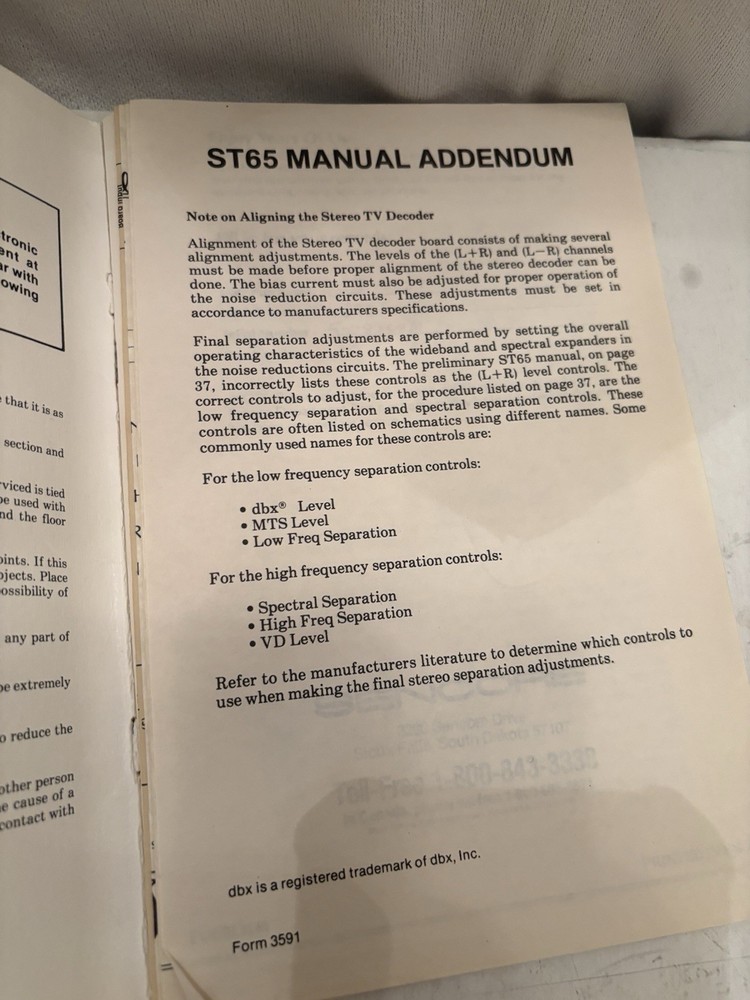 tronic
ent at
ar with
owing
e that it is as
section and
rviced is tied
be used with
nd the floor
oints. If this
bjects. Place
ossibility of
any part of
be extremely
o reduce the
other person
e cause of a
contact with
ST65 MANUAL ADDENDUM
Note on Aligning the Stereo TV Decoder
Alignment of the Stereo TV decoder board consists of making several
alignment adjustments. The levels of the (L+R) and (L−R) channels
must be made before proper alignment of the stereo decoder can be
done. The bias current must also be adjusted for proper operation of
the noise reduction circuits. These adjustments must be set in
accordance to manufacturers specifications.
Final separation adjustments are performed by setting the overall
operating characteristics of the wideband and spectral expanders in
the noise reductions circuits. The preliminary ST65 manual, on page
37, incorrectly lists these controls as the (L+R) level controls. The
correct controls to adjust, for the procedure listed on page 37, are the
low frequency separation and spectral separation controls. These
controls are often listed on schematics using different names. Some
commonly used names for these controls are:
For the low frequency separation controls:
• dbx® Level
• MTS Level
• Low Freq Separation
For the high frequency separation controls:
• Spectral Separation
• High Freq Separation
• VD Level
Refer to the manufacturers literature to determine which controls to
use when making the final stereo separation adjustments.
dbx is a registered trademark of dbx, Inc.
Form 3591